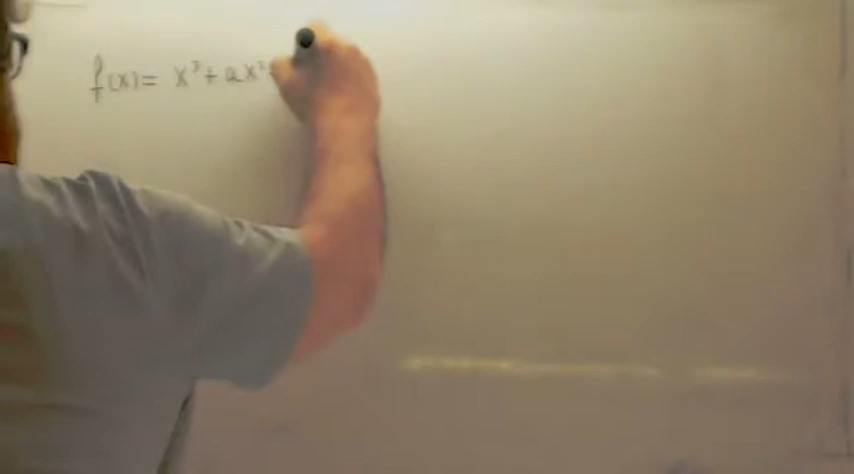 f(x) = x³ + ax²